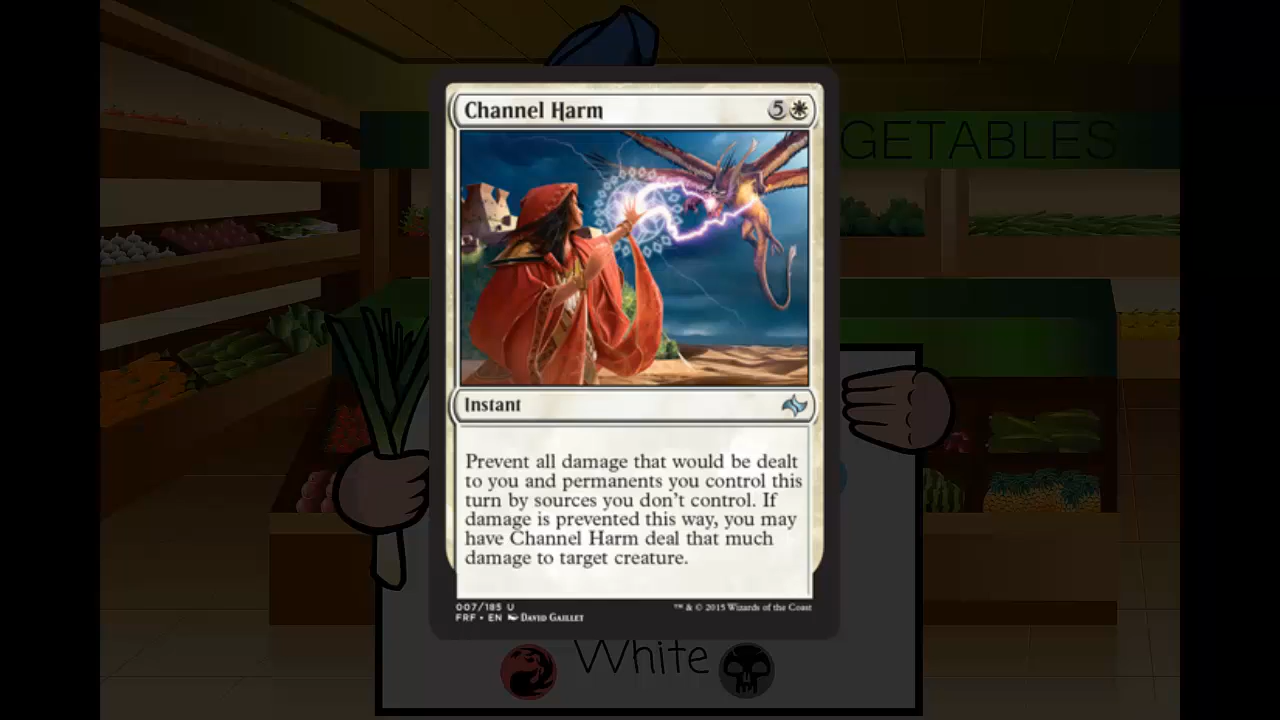 Channel Harm 5
GETABLES
Instant
Prevent all damage that would be dealt
to you and permanents you control this
turn by sources you don't control. If
damage is prevented this way, you may
have Channel Harm deal that much
damage to target creature.
007/185 U
™ & © 2015 Wizards of the Coast
FRF • EN DAVID GAILLET
White